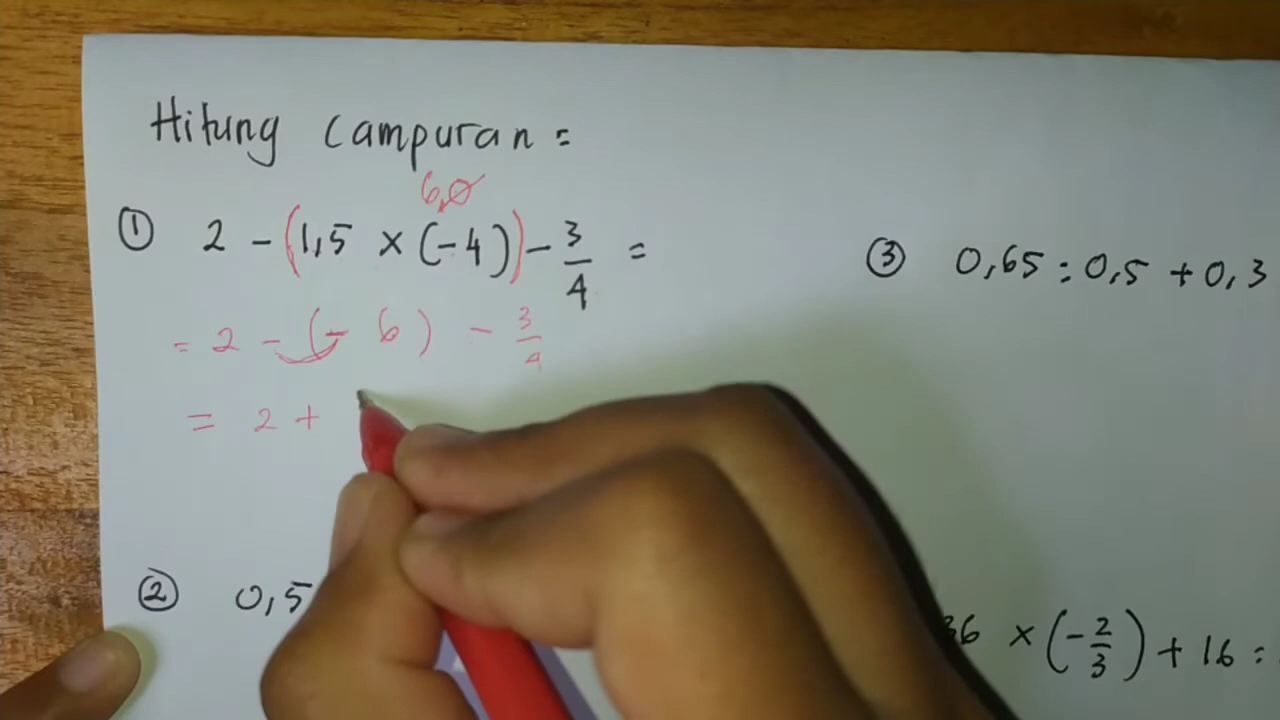 Hitung Campuran =
6,0
① 2 - (1,5 × (-4)) - 3/4 =
= 2 - (- 6) - 3/4
= 2 +
② 0,5
③ 0,65 : 0,5 + 0,3
36 × (-2/3) + 16 =